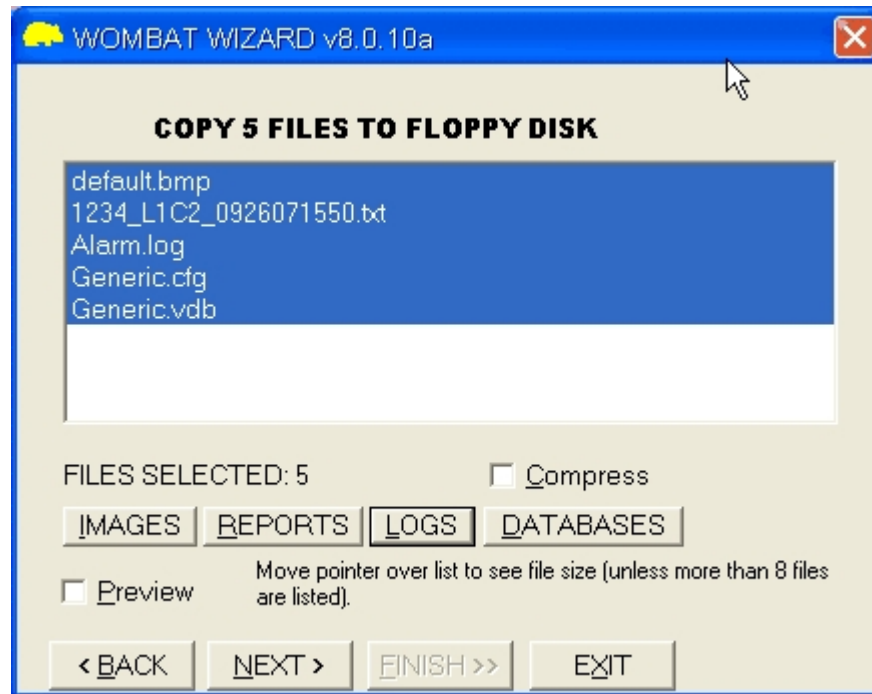 WOMBAT WIZARD v8.0.10a
COPY 5 FILES TO FLOPPY DISK
default.bmp
1234_L1C2_0926071550.txt
Alarm.log
Generic.cfg
Generic.vdb
FILES SELECTED: 5
Compress
IMAGES REPORTS LOGS DATABASES
Preview
Move pointer over list to see file size (unless more than 8 files
are listed).
< BACK NEXT > FINISH >> EXIT